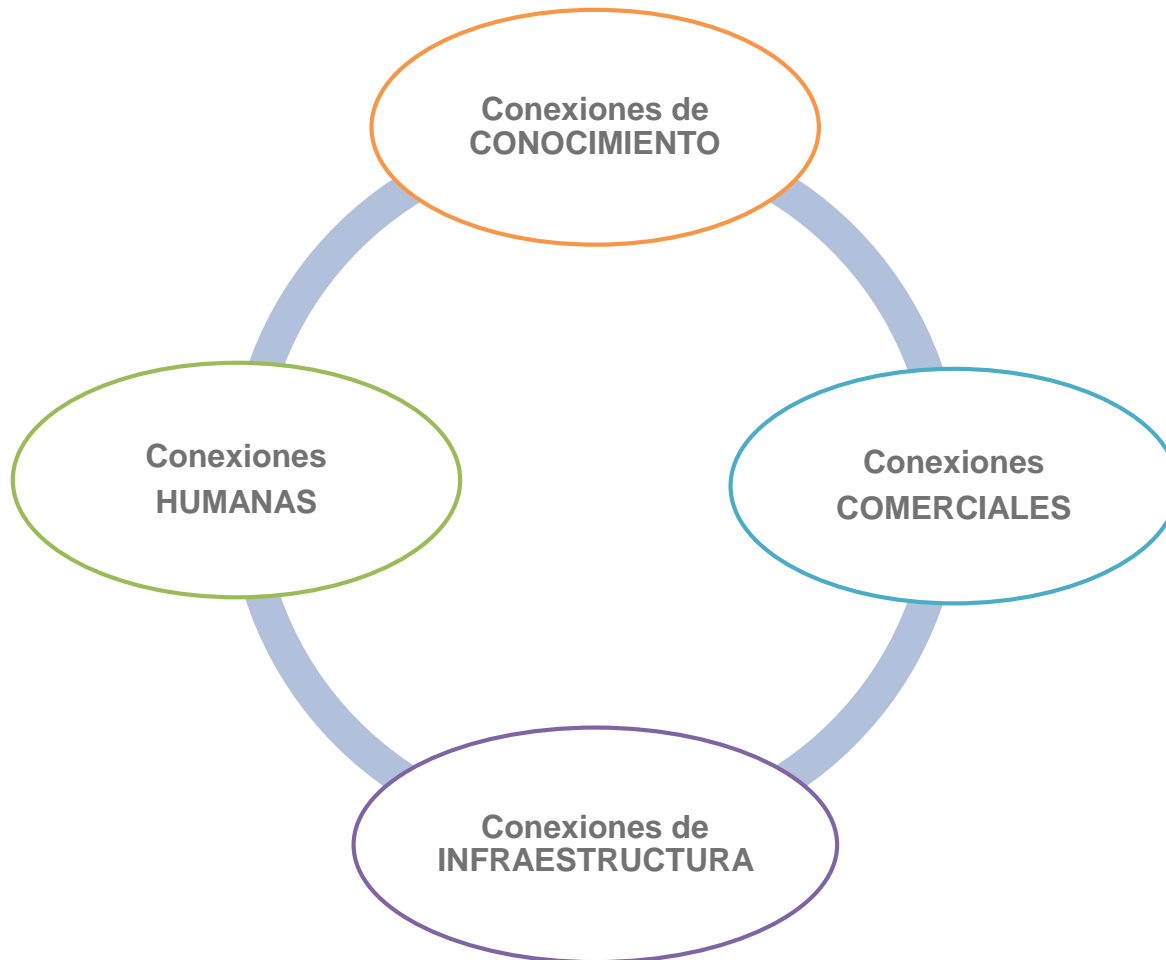 Conexiones de
CONOCIMIENTO
Conexiones
HUMANAS
Conexiones
COMERCIALES
Conexiones de
INFRAESTRUCTURA